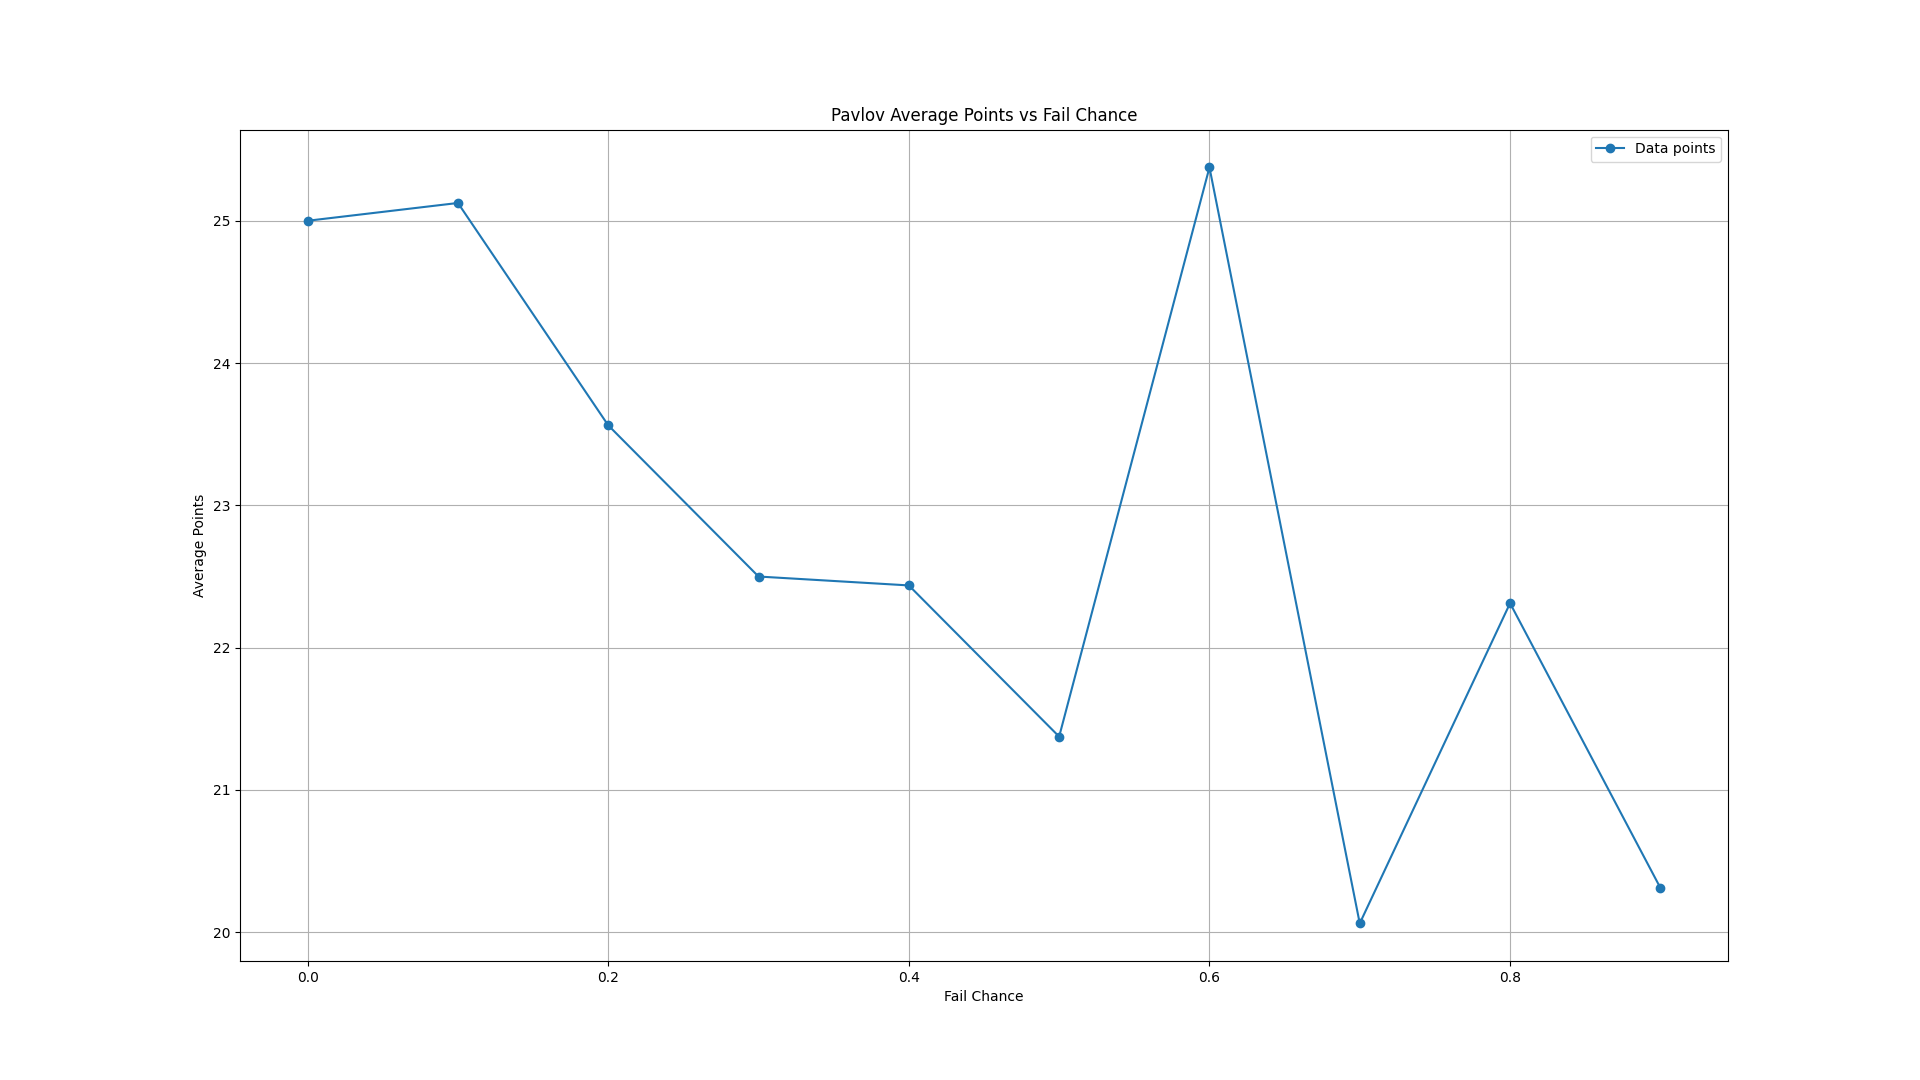 Pavlov Average Points vs Fail Chance
Data points
25
24
23
22
21
20
Average Points
0.0 0.2 0.4 0.6 0.8
Fail Chance